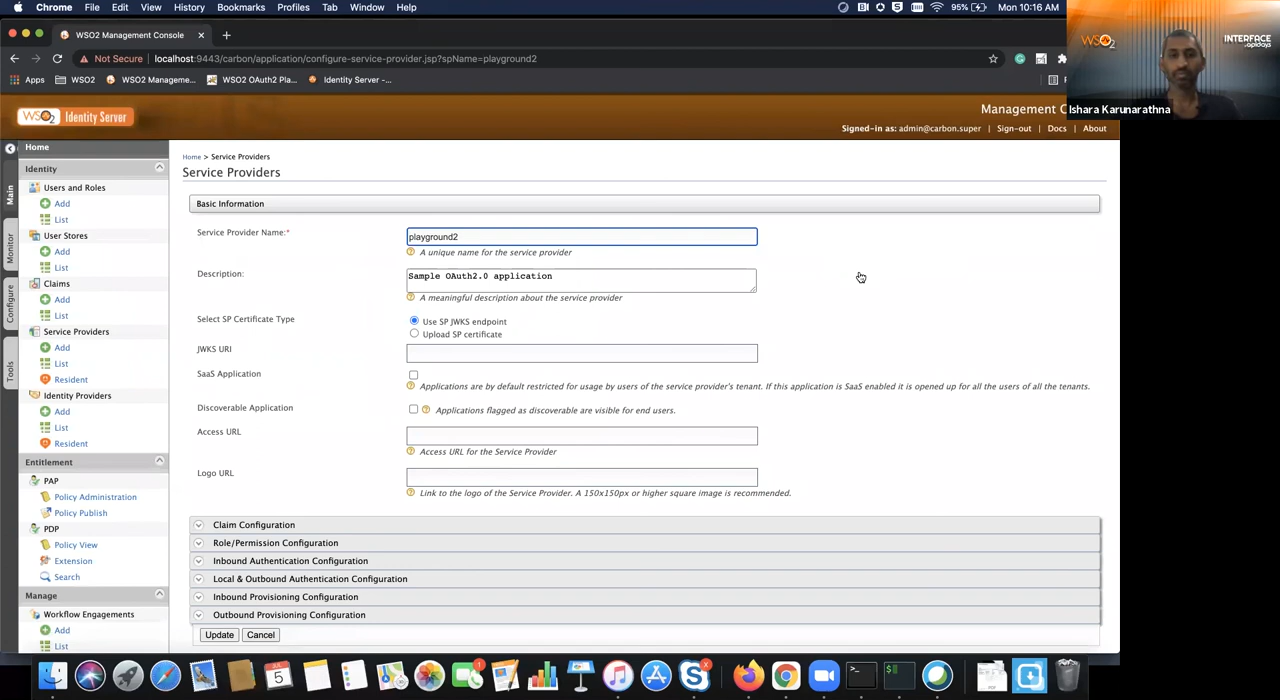 Chrome File Edit View History Bookmarks Profiles Tab Window Help 95% Mon 10:16 AM
WSO2 Management Console
Not Secure | localhost:9443/carbon/application/configure-service-provider.jsp?spName=playground2
Apps WSO2 WSO2 Manageme... WSO2 OAuth2 Pla... Identity Server -...
WSO2 INTERFACE
by apidays
Ishara Karunarathna
WSO2 Identity Server
Management C
Signed-in as: admin@carbon.super | Sign-out | Docs | About
Main
Monitor
Configure
Tools
Home
Identity
Users and Roles
Add
List
User Stores
Add
List
Claims
Add
List
Service Providers
Add
List
Resident
Identity Providers
Add
List
Resident
Entitlement
PAP
Policy Administration
Policy Publish
PDP
Policy View
Extension
Search
Manage
Workflow Engagements
Add
List
Home > Service Providers
Service Providers
Basic Information
Service Provider Name:* playground2
A unique name for the service provider
Description: Sample OAuth2.0 application
A meaningful description about the service provider
Select SP Certificate Type Use SP JWKS endpoint
Upload SP certificate
JWKS URI
SaaS Application
Applications are by default restricted for usage by users of the service provider's tenant. If this application is SaaS enabled it is opened up for all the users of all the tenants.
Discoverable Application Applications flagged as discoverable are visible for end users.
Access URL
Access URL for the Service Provider
Logo URL
Link to the logo of the Service Provider. A 150x150px or higher square image is recommended.
Claim Configuration
Role/Permission Configuration
Inbound Authentication Configuration
Local & Outbound Authentication Configuration
Inbound Provisioning Configuration
Outbound Provisioning Configuration
Update Cancel
JUL
5
1